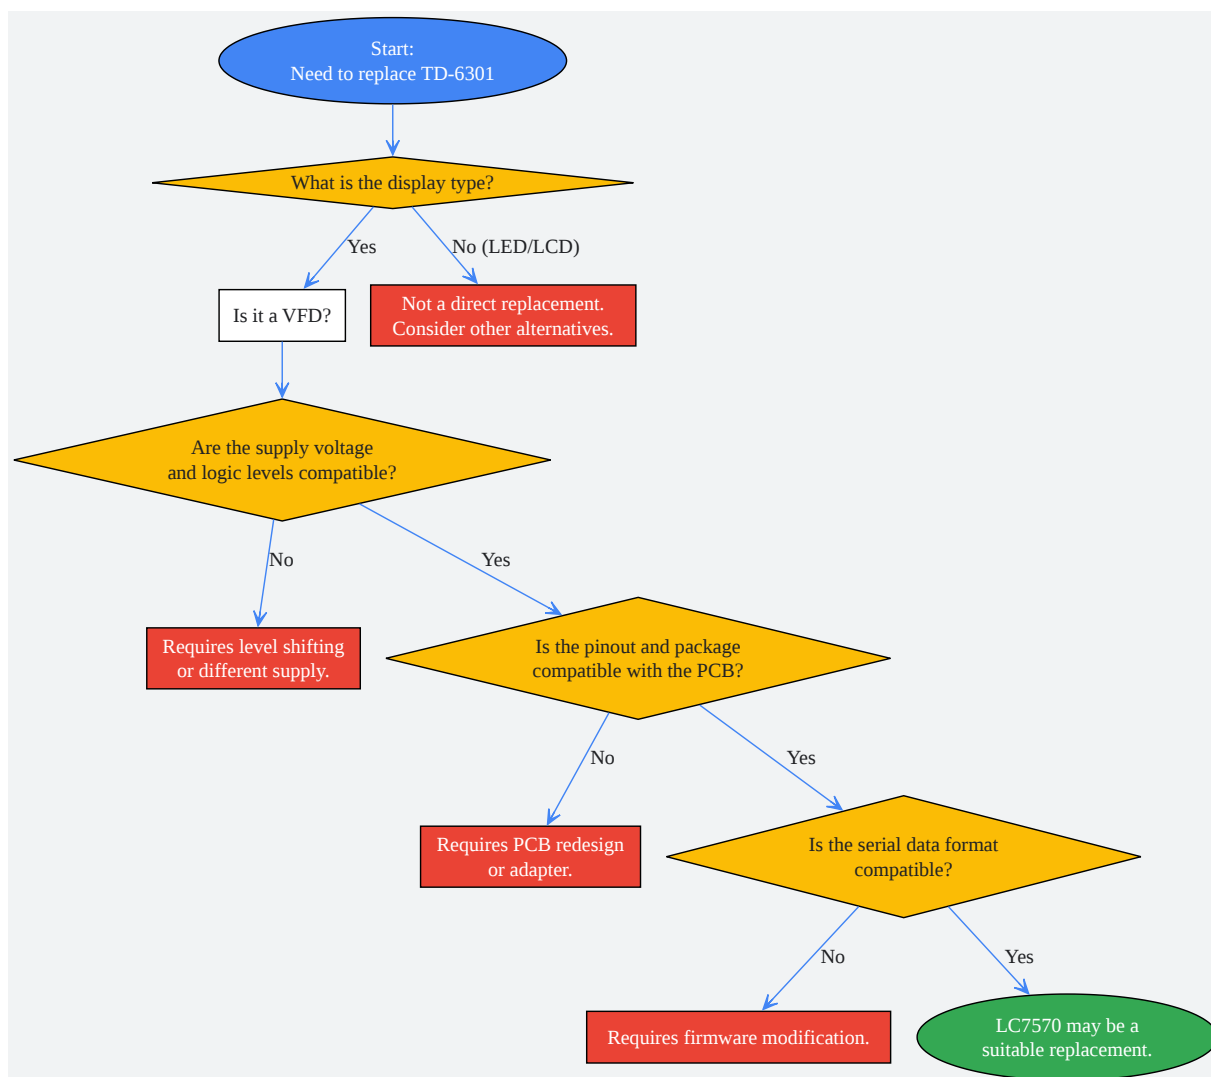 Start:
Need to replace TD-6301
What is the display type?
Yes
No (LED/LCD)
Is it a VFD?
Not a direct replacement.
Consider other alternatives.
Are the supply voltage
and logic levels compatible?
No
Yes
Requires level shifting
or different supply.
Is the pinout and package
compatible with the PCB?
No
Yes
Requires PCB redesign
or adapter.
Is the serial data format
compatible?
No
Yes
Requires firmware modification.
LC7570 may be a
suitable replacement.